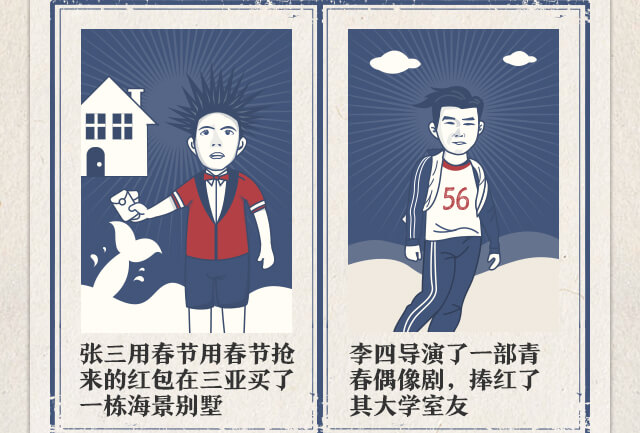 56
张三用春节用春节抢
来的红包在三亚买了
一栋海景别墅
李四导演了一部青
春偶像剧，捧红了
其大学室友